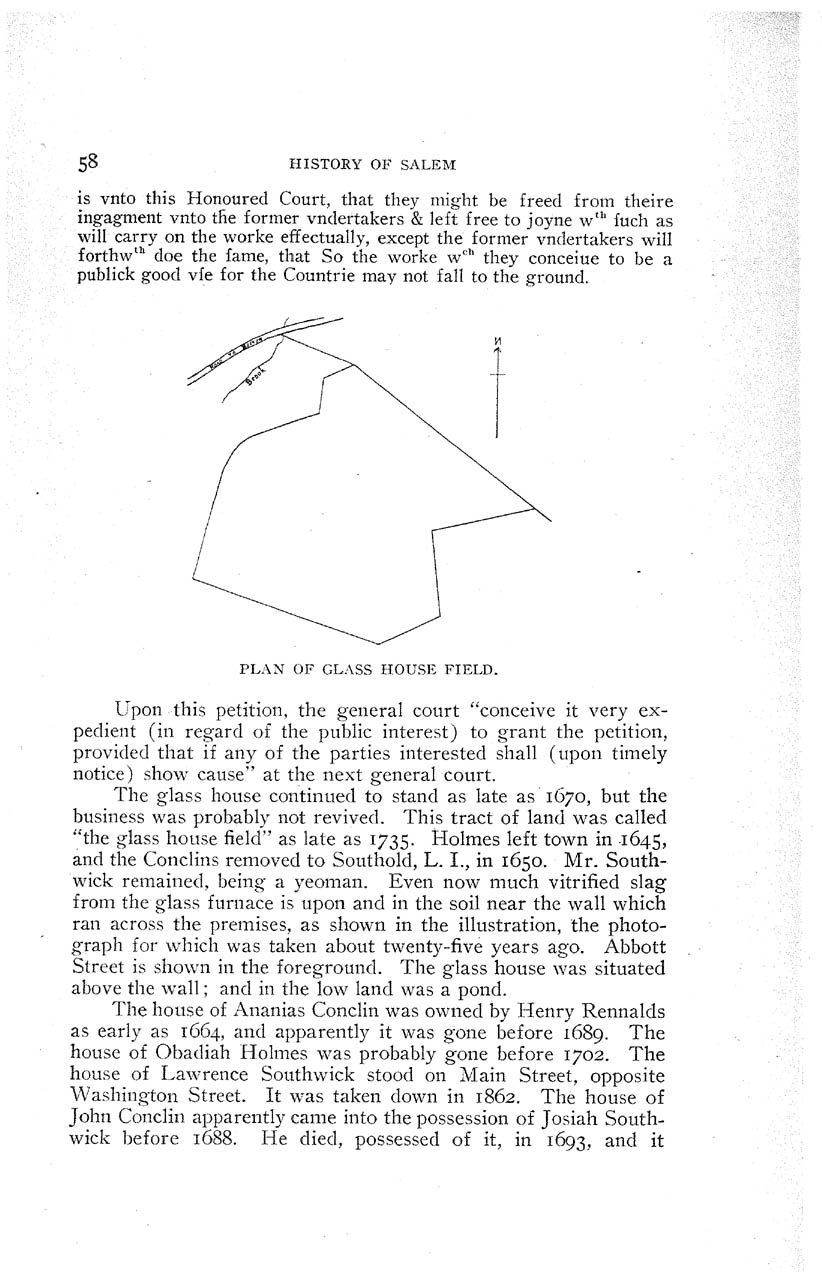 58 HISTORY OF SALEM
is vnto this Honoured Court, that they might be freed from theire
ingagment vnto the former vndertakers & left free to joyne wᵗʰ ſuch as
will carry on the worke effectually, except the former vndertakers will
forthwᵗʰ doe the ſame, that So the worke wᶜʰ they conceiue to be a
publick good vſe for the Countrie may not fall to the ground.
Brook
N
PLAN OF GLASS HOUSE FIELD.
Upon this petition, the general court “conceive it very ex-
pedient (in regard of the public interest) to grant the petition,
provided that if any of the parties interested shall (upon timely
notice) show cause” at the next general court.
The glass house continued to stand as late as 1670, but the
business was probably not revived. This tract of land was called
“the glass house field” as late as 1735. Holmes left town in 1645,
and the Conclins removed to Southold, L. I., in 1650. Mr. South-
wick remained, being a yeoman. Even now much vitrified slag
from the glass furnace is upon and in the soil near the wall which
ran across the premises, as shown in the illustration, the photo-
graph for which was taken about twenty-five years ago. Abbott
Street is shown in the foreground. The glass house was situated
above the wall; and in the low land was a pond.
The house of Ananias Conclin was owned by Henry Rennalds
as early as 1664, and apparently it was gone before 1689. The
house of Obadiah Holmes was probably gone before 1702. The
house of Lawrence Southwick stood on Main Street, opposite
Washington Street. It was taken down in 1862. The house of
John Conclin apparently came into the possession of Josiah South-
wick before 1688. He died, possessed of it, in 1693, and it